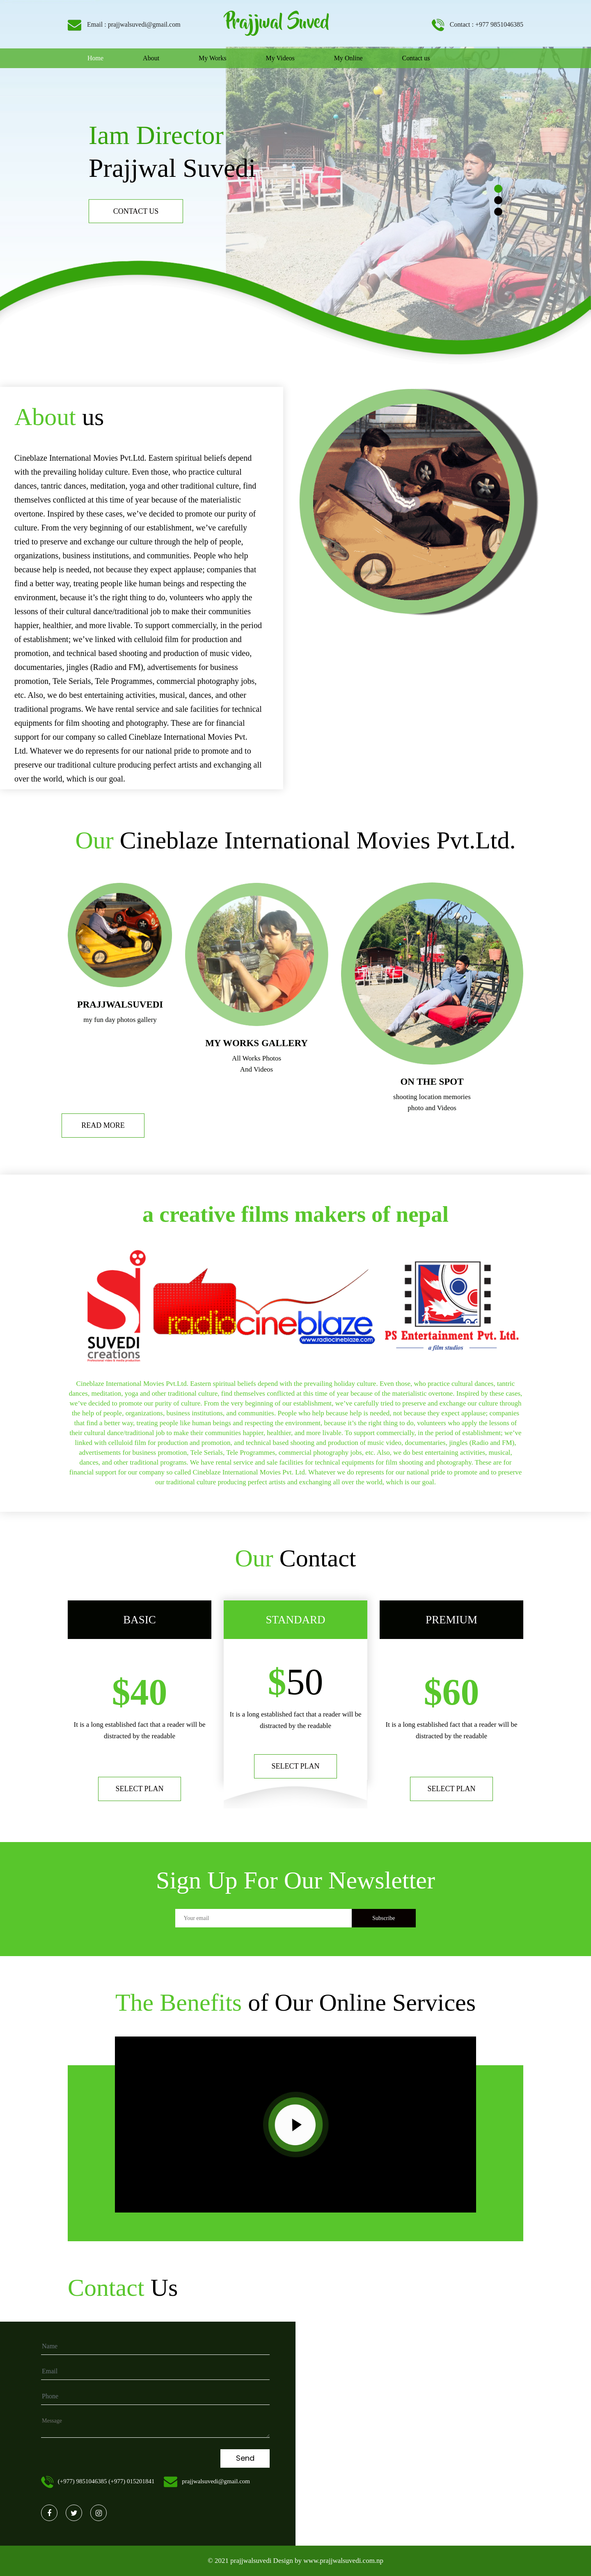 Email : prajjwalsuvedi@gmail.com
Prajjwal Suved
Contact : +977 9851046385
Home About My Works My Videos My Online Contact us
Iam Director
Prajjwal Suvedi
CONTACT US
About us
Cineblaze International Movies Pvt.Ltd. Eastern spiritual beliefs depend
with the prevailing holiday culture. Even those, who practice cultural
dances, tantric dances, meditation, yoga and other traditional culture, find
themselves conflicted at this time of year because of the materialistic
overtone. Inspired by these cases, we’ve decided to promote our purity of
culture. From the very beginning of our establishment, we’ve carefully
tried to preserve and exchange our culture through the help of people,
organizations, business institutions, and communities. People who help
because help is needed, not because they expect applause; companies that
find a better way, treating people like human beings and respecting the
environment, because it’s the right thing to do, volunteers who apply the
lessons of their cultural dance/traditional job to make their communities
happier, healthier, and more livable. To support commercially, in the period
of establishment; we’ve linked with celluloid film for production and
promotion, and technical based shooting and production of music video,
documentaries, jingles (Radio and FM), advertisements for business
promotion, Tele Serials, Tele Programmes, commercial photography jobs,
etc. Also, we do best entertaining activities, musical, dances, and other
traditional programs. We have rental service and sale facilities for technical
equipments for film shooting and photography. These are for financial
support for our company so called Cineblaze International Movies Pvt.
Ltd. Whatever we do represents for our national pride to promote and to
preserve our traditional culture producing perfect artists and exchanging all
over the world, which is our goal.
Our Cineblaze International Movies Pvt.Ltd.
PRAJJWALSUVEDI
my fun day photos gallery
MY WORKS GALLERY
All Works Photos
And Videos
ON THE SPOT
shooting location memories
photo and Videos
READ MORE
a creative films makers of nepal
SUVEDI
creations
radiocineblaze
www.radiocineblaze.com
PS Entertainment Pvt. Ltd.
a film studios
Cineblaze International Movies Pvt.Ltd. Eastern spiritual beliefs depend with the prevailing holiday culture. Even those, who practice cultural dances, tantric
dances, meditation, yoga and other traditional culture, find themselves conflicted at this time of year because of the materialistic overtone. Inspired by these cases,
we’ve decided to promote our purity of culture. From the very beginning of our establishment, we’ve carefully tried to preserve and exchange our culture through
the help of people, organizations, business institutions, and communities. People who help because help is needed, not because they expect applause; companies
that find a better way, treating people like human beings and respecting the environment, because it’s the right thing to do, volunteers who apply the lessons of
their cultural dance/traditional job to make their communities happier, healthier, and more livable. To support commercially, in the period of establishment; we’ve
linked with celluloid film for production and promotion, and technical based shooting and production of music video, documentaries, jingles (Radio and FM),
advertisements for business promotion, Tele Serials, Tele Programmes, commercial photography jobs, etc. Also, we do best entertaining activities, musical,
dances, and other traditional programs. We have rental service and sale facilities for technical equipments for film shooting and photography. These are for
financial support for our company so called Cineblaze International Movies Pvt. Ltd. Whatever we do represents for our national pride to promote and to preserve
our traditional culture producing perfect artists and exchanging all over the world, which is our goal.
Our Contact
BASIC
$40
It is a long established fact that a reader will be
distracted by the readable
SELECT PLAN
STANDARD
$50
It is a long established fact that a reader will be
distracted by the readable
SELECT PLAN
PREMIUM
$60
It is a long established fact that a reader will be
distracted by the readable
SELECT PLAN
Sign Up For Our Newsletter
Your email
Subscribe
The Benefits of Our Online Services
Contact Us
Name
Email
Phone
Message
Send
(+977) 9851046385 (+977) 015201841
prajjwalsuvedi@gmail.com
© 2021 prajjwalsuvedi Design by www.prajjwalsuvedi.com.np